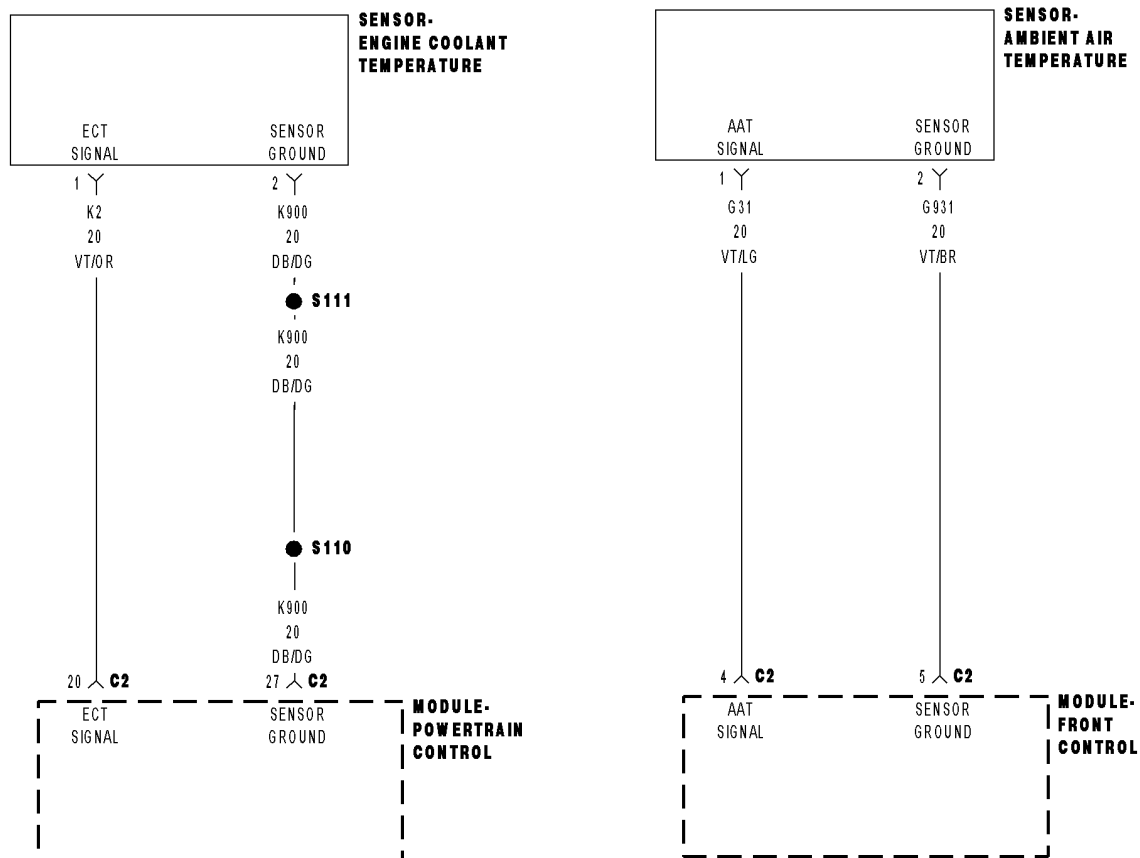 SENSOR-
ENGINE COOLANT
TEMPERATURE
ECT
SIGNAL
SENSOR
GROUND
1
2
K2
20
VT/OR
K900
20
DB/DG
S111
K900
20
DB/DG
S110
K900
20
DB/DG
20 C2
27 C2
ECT
SIGNAL
SENSOR
GROUND
MODULE-
POWERTRAIN
CONTROL
SENSOR-
AMBIENT AIR
TEMPERATURE
AAT
SIGNAL
SENSOR
GROUND
1
2
G31
20
VT/LG
G931
20
VT/BR
4 C2
5 C2
AAT
SIGNAL
SENSOR
GROUND
MODULE-
FRONT
CONTROL